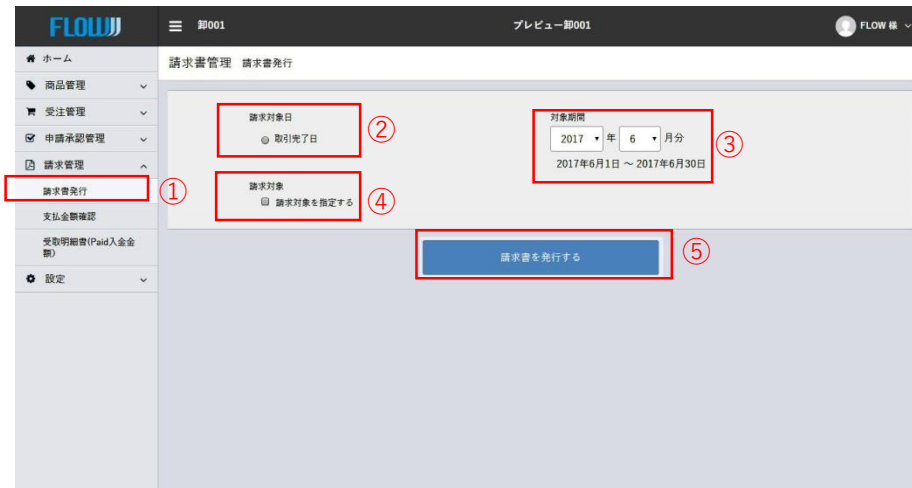 FLOW
卸001
プレビュー卸001
FLOW 様
ホーム
商品管理
受注管理
申請承認管理
請求管理
請求書発行
支払金額確認
受取明細書(Paid入金金
額)
設定
請求書管理 請求書発行
請求対象日
取引完了日
対象期間
2017 年 6 月分
2017年6月1日 ～ 2017年6月30日
請求対象
請求対象を指定する
請求書を発行する
①
②
③
④
⑤